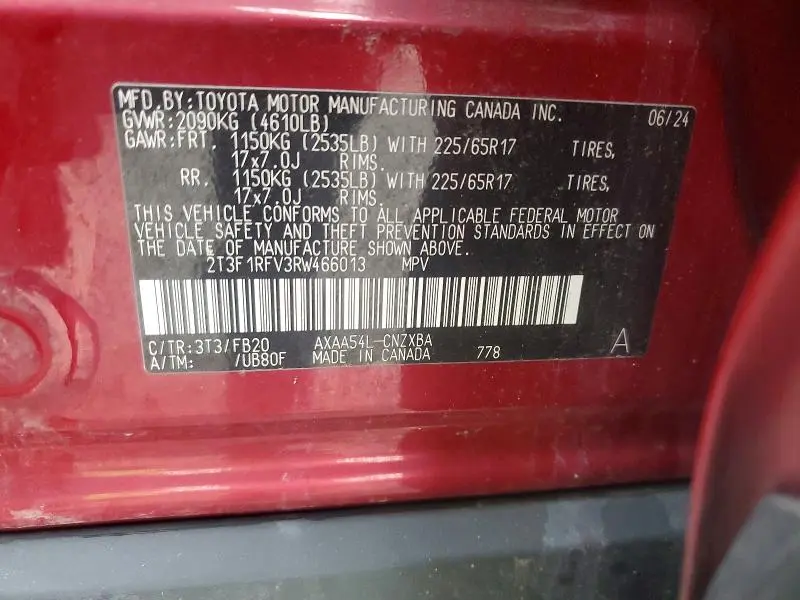 MFD.BY:TOYOTA MOTOR MANUFACTURING CANADA INC. 06/24
GVWR:2090KG (4610LB)
GAWR:FRT. 1150KG (2535LB) WITH 225/65R17 TIRES,
17x7.0J RIMS.
RR. 1150KG (2535LB) WITH 225/65R17 TIRES,
17x7.0J RIMS.
THIS VEHICLE CONFORMS TO ALL APPLICABLE FEDERAL MOTOR
VEHICLE SAFETY AND THEFT PREVENTION STANDARDS IN EFFECT ON
THE DATE OF MANUFACTURE SHOWN ABOVE.
2T3F1RFV3RW466013 MPV
C/TR:3T3/FB20 AXAA54L-CNZXBA
A/TM: /UB80F MADE IN CANADA 778 A